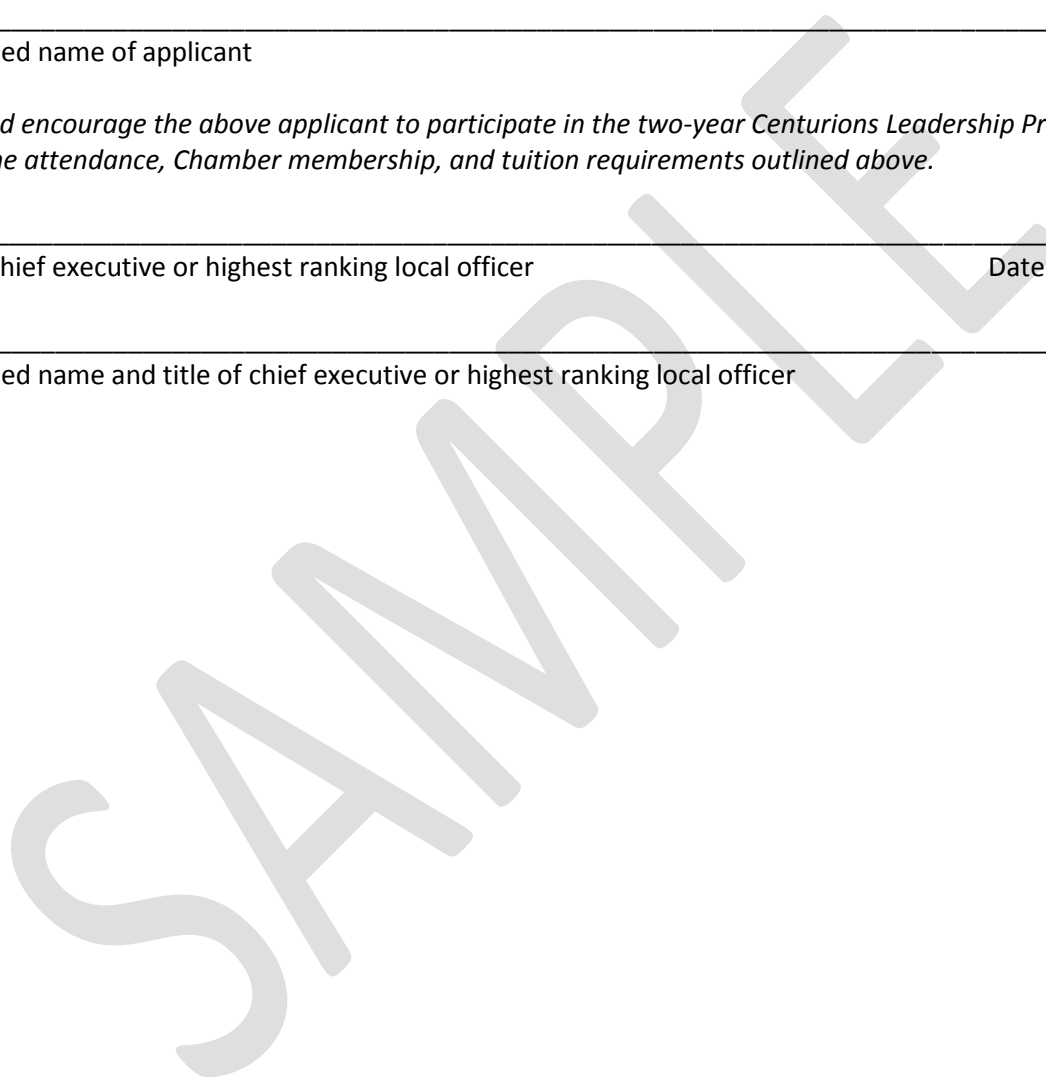 ed name of applicant
d encourage the above applicant to participate in the two-year Centurions Leadership Pr
e attendance, Chamber membership, and tuition requirements outlined above.
hief executive or highest ranking local officer Date
ed name and title of chief executive or highest ranking local officer
SAMPLE